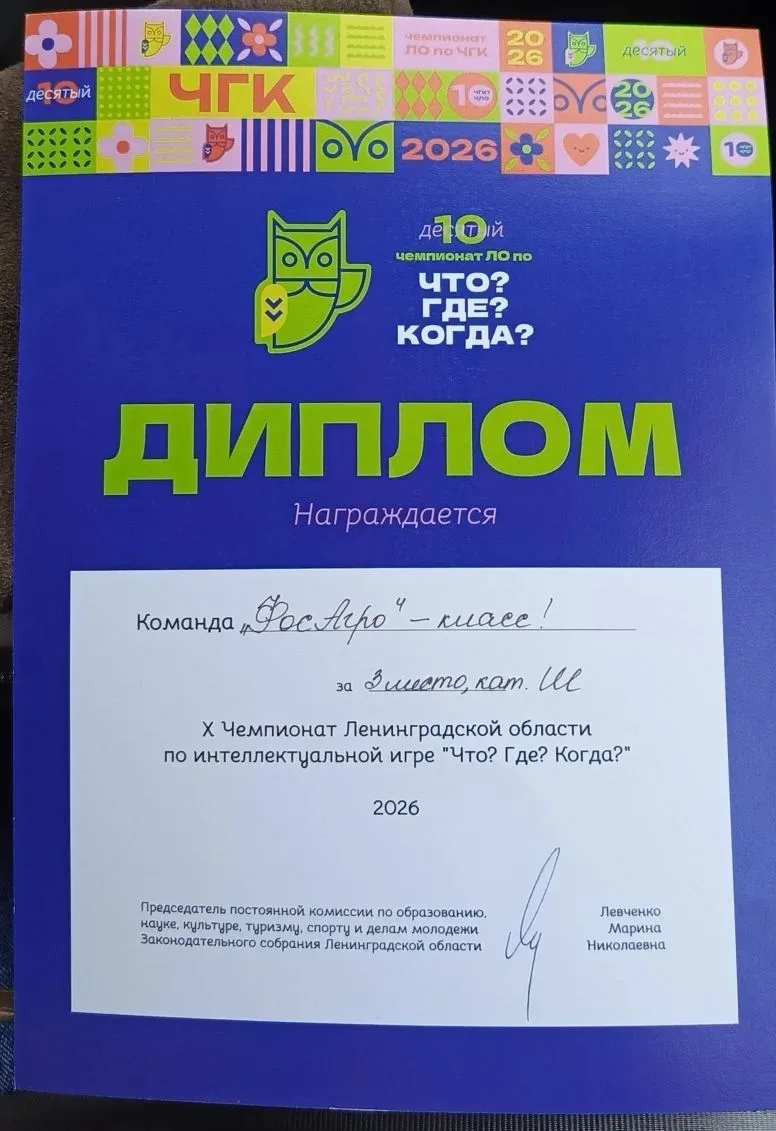 чемпионат
ЛО по ЧГК
2026
десятый
десятый
ЧГК
10
чгк
2026
2026
10
10
десятый
чемпионат ЛО по
ЧТО?
ГДЕ?
КОГДА?
ДИПЛОМ
Награждается
Команда „ФосАгро“ – класс!
за 3 место, кат. Ш
X Чемпионат Ленинградской области
по интеллектуальной игре "Что? Где? Когда?"
2026
Председатель постоянной комиссии по образованию,
науке, культуре, туризму, спорту и делам молодежи
Законодательного собрания Ленинградской области
Левченко
Марина
Николаевна